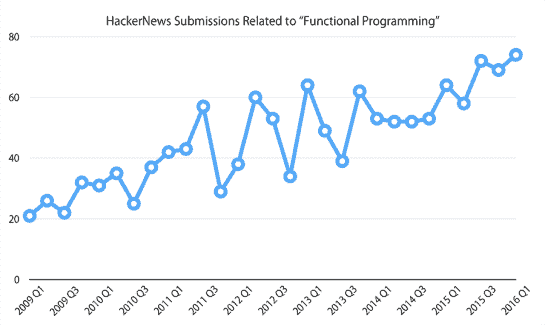 HackerNews Submissions Related to “Functional Programming”
80
60
40
20
0
2009 Q1
2009 Q3
2010 Q1
2010 Q3
2011 Q1
2011 Q3
2012 Q1
2012 Q3
2013 Q1
2013 Q3
2014 Q1
2014 Q3
2015 Q1
2015 Q3
2016 Q1